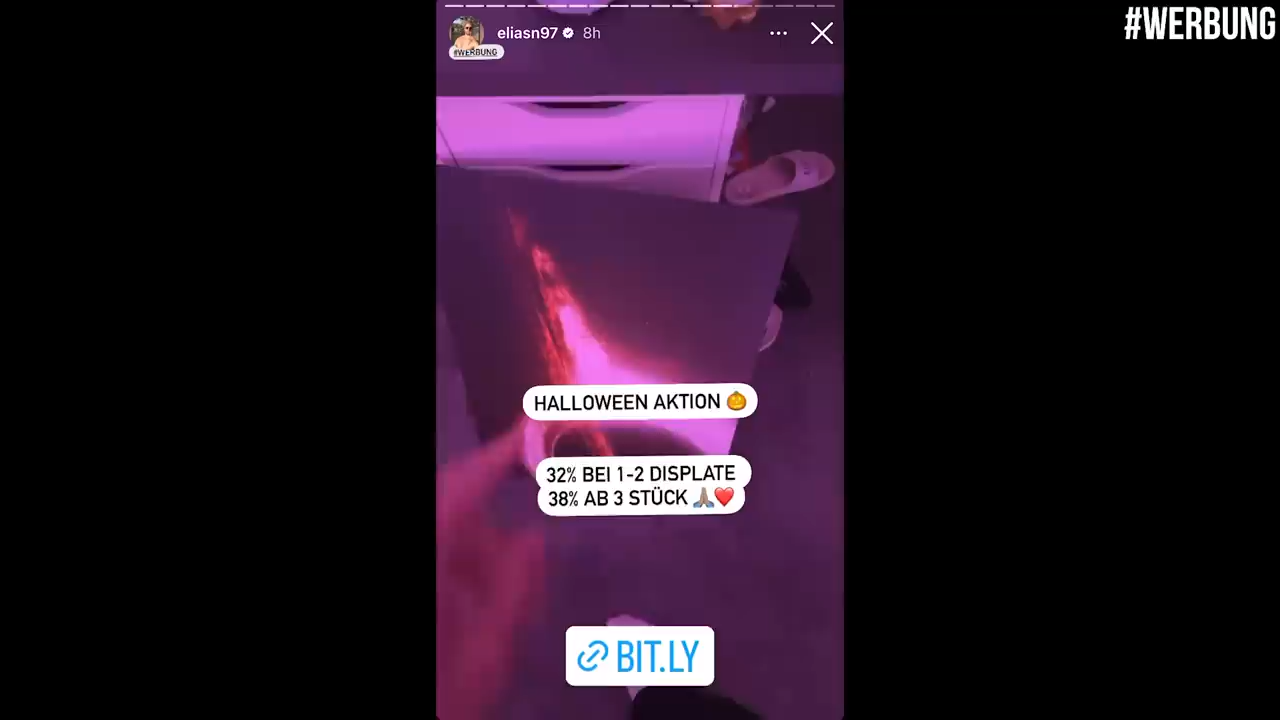 #WERBUNG
eliasn97 8h
#WERBUNG
HALLOWEEN AKTION 🎃
32% BEI 1-2 DISPLATE
38% AB 3 STÜCK 🙏🏽❤️
BIT.LY